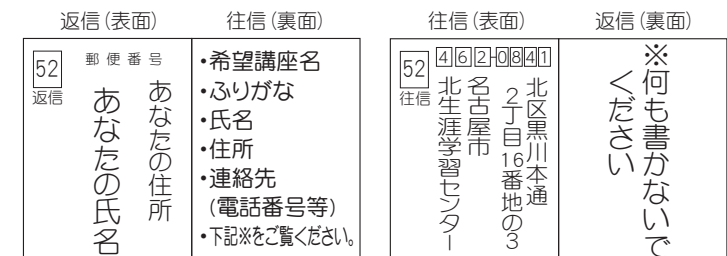 返信(表面)
往信(裏面)
52
返信
郵便番号
あなたの住所
あなたの氏名
・希望講座名
・ふりがな
・氏名
・住所
・連絡先
(電話番号等)
・下記※をご覧ください。
往信(表面)
返信(裏面)
52
往信
462-0841
北区黒川本通
2丁目16番地の3
名古屋市
北生涯学習センター
※何も書かないで
ください